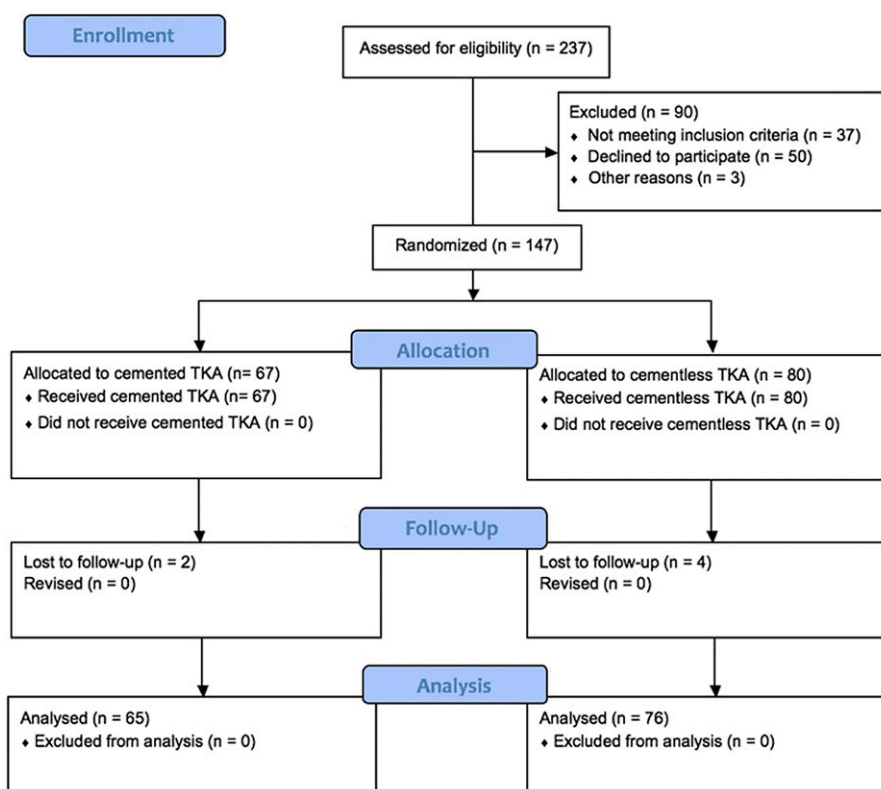 Enrollment
Assessed for eligibility (n = 237)
Excluded (n = 90)
♦ Not meeting inclusion criteria (n = 37)
♦ Declined to participate (n = 50)
♦ Other reasons (n = 3)
Randomized (n = 147)
Allocation
Allocated to cemented TKA (n= 67)
♦ Received cemented TKA (n= 67)
♦ Did not receive cemented TKA (n = 0)
Allocated to cementless TKA (n = 80)
♦ Received cementless TKA (n = 80)
♦ Did not receive cementless TKA (n = 0)
Follow-Up
Lost to follow-up (n = 2)
Revised (n = 0)
Lost to follow-up (n = 4)
Revised (n = 0)
Analysis
Analysed (n = 65)
♦ Excluded from analysis (n = 0)
Analysed (n = 76)
♦ Excluded from analysis (n = 0)